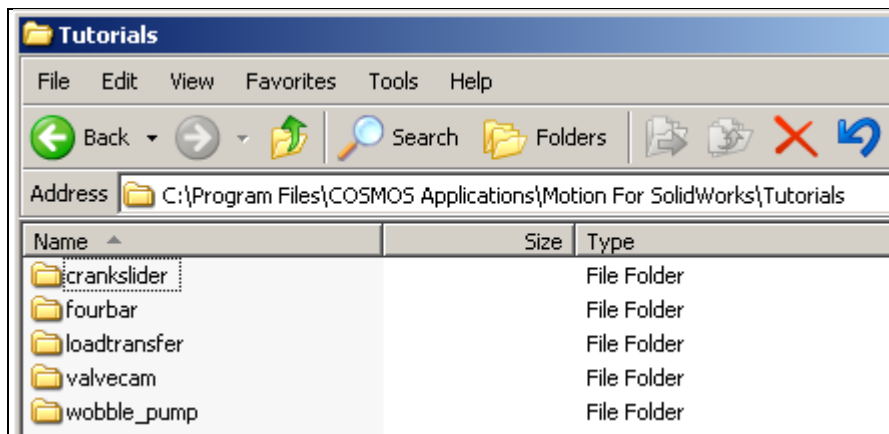 Tutorials
File Edit View Favorites Tools Help
Back Search Folders
Address C:\Program Files\COSMOS Applications\Motion For SolidWorks\Tutorials
Name Size Type
crankslider File Folder
fourbar File Folder
loadtransfer File Folder
valvecam File Folder
wobble_pump File Folder